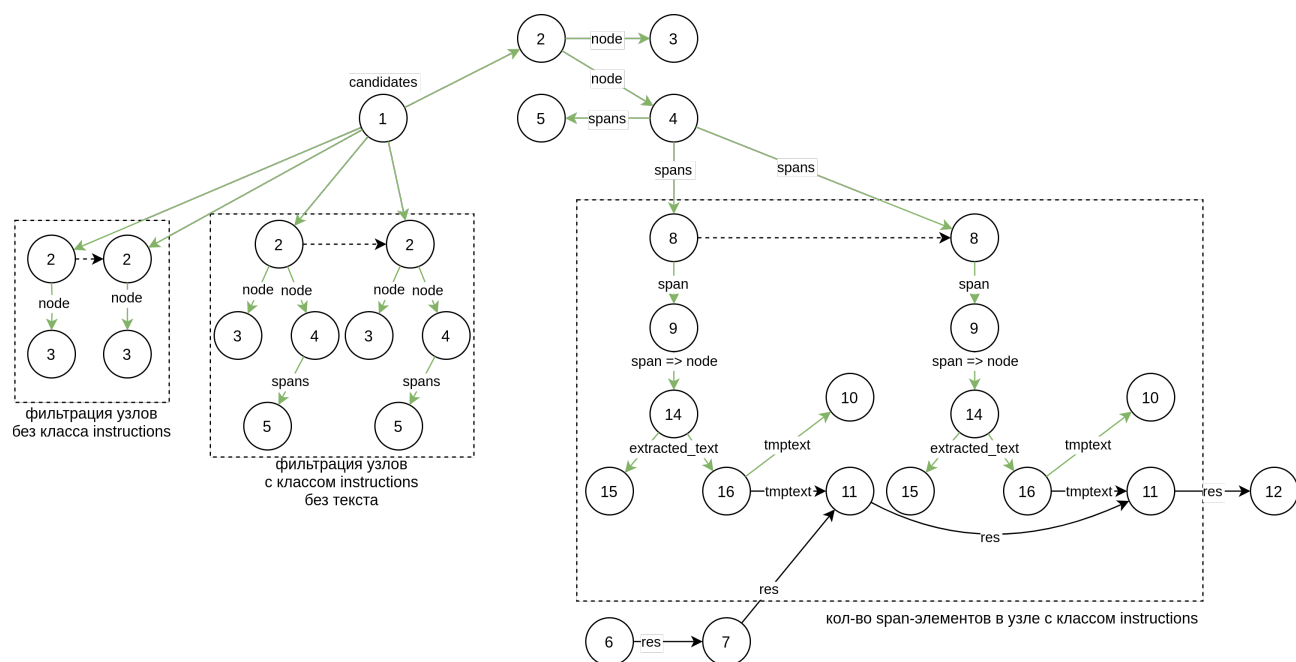 2
node
3
node
candidates
1
5
spans
4
spans
spans
2
2
2
2
8
8
node
node
node
node
node
node
span
span
3
3
3
4
3
4
9
9
span => node
span => node
spans
spans
10
10
фильтрация узлов
без класса instructions
5
5
14
14
tmptext
tmptext
extracted_text
extracted_text
фильтрация узлов
с классом instructions
без текста
15
16
tmptext
11
15
16
tmptext
11
res
12
res
res
кол-во span-элементов в узле с классом instructions
6
res
7